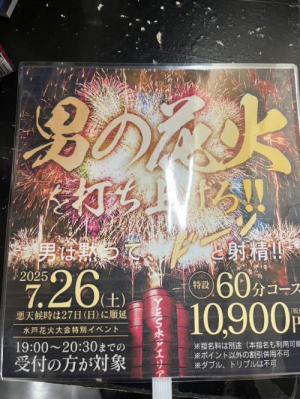 男の花火
を打ち上げろ!!
男は黙って ドーンと射精!!
2025
7.26(土)
悪天候時は27日(日)に順延
水戸花火大会特別イベント
19:00〜20:30までの
受付の方が対象
特設 60分コース
10,900円
※指名料は別途(本指名も利用可能
※ポイント以外の割引併用不可
※ダブル、トリプルは不可